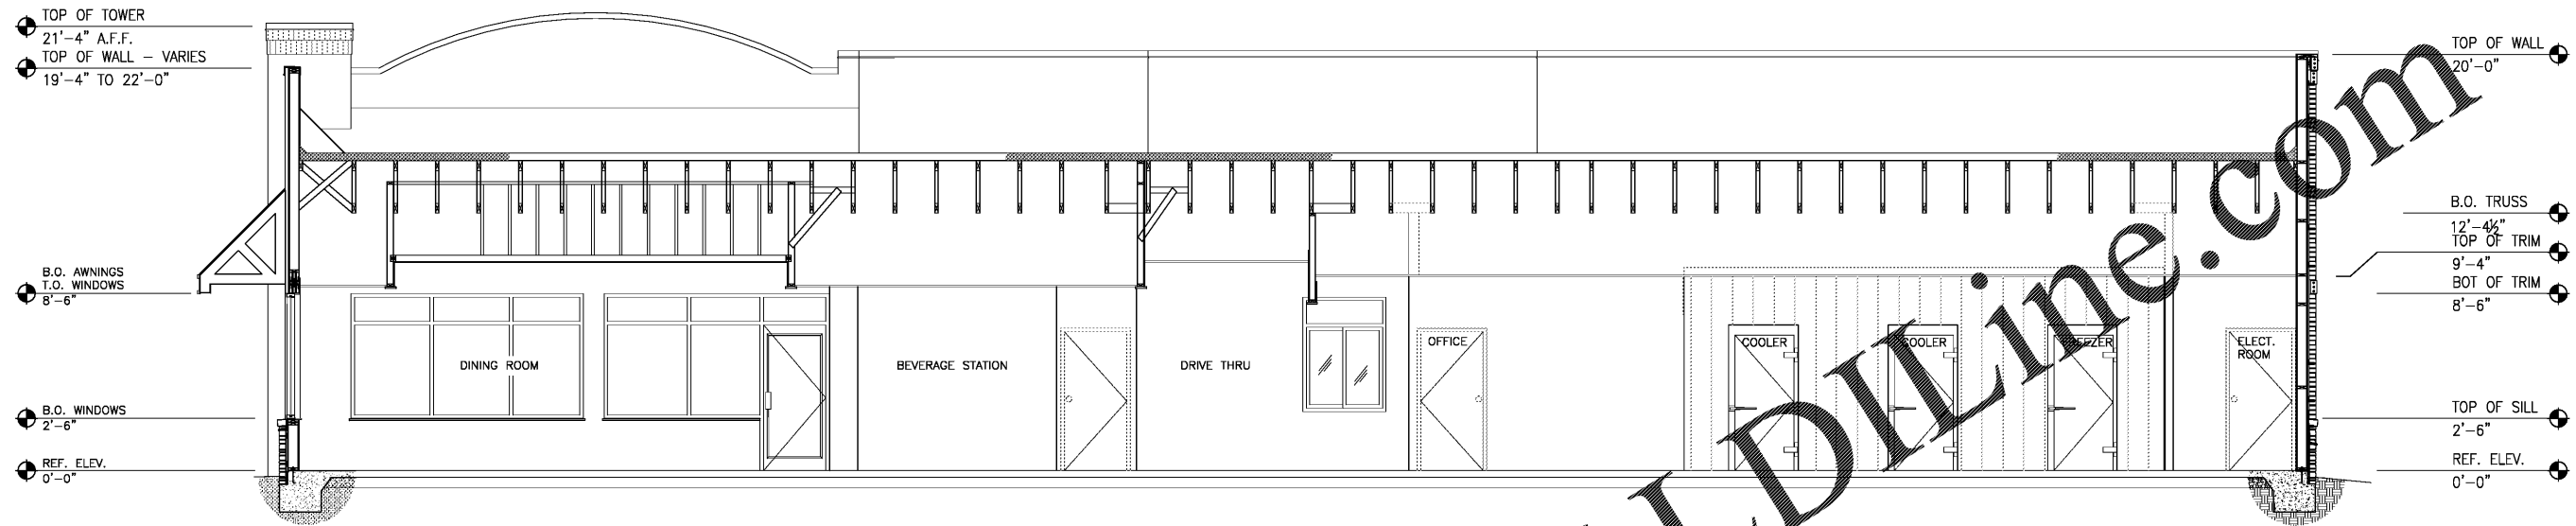 TOP OF TOWER
21'-4" A.F.F.
TOP OF WALL - VARIES
19'-4" TO 22'-0"
B.O. AWNINGS
T.O. WINDOWS
8'-6"
B.O. WINDOWS
2'-6"
REF. ELEV.
0'-0"
DINING ROOM
BEVERAGE STATION
DRIVE THRU
OFFICE
COOLER
COOLER
FREEZER
ELECT.
ROOM
TOP OF WALL
20'-0"
B.O. TRUSS
12'-4½"
TOP OF TRIM
9'-4"
BOT OF TRIM
8'-6"
TOP OF SILL
2'-6"
REF. ELEV.
0'-0"
LDILine.com